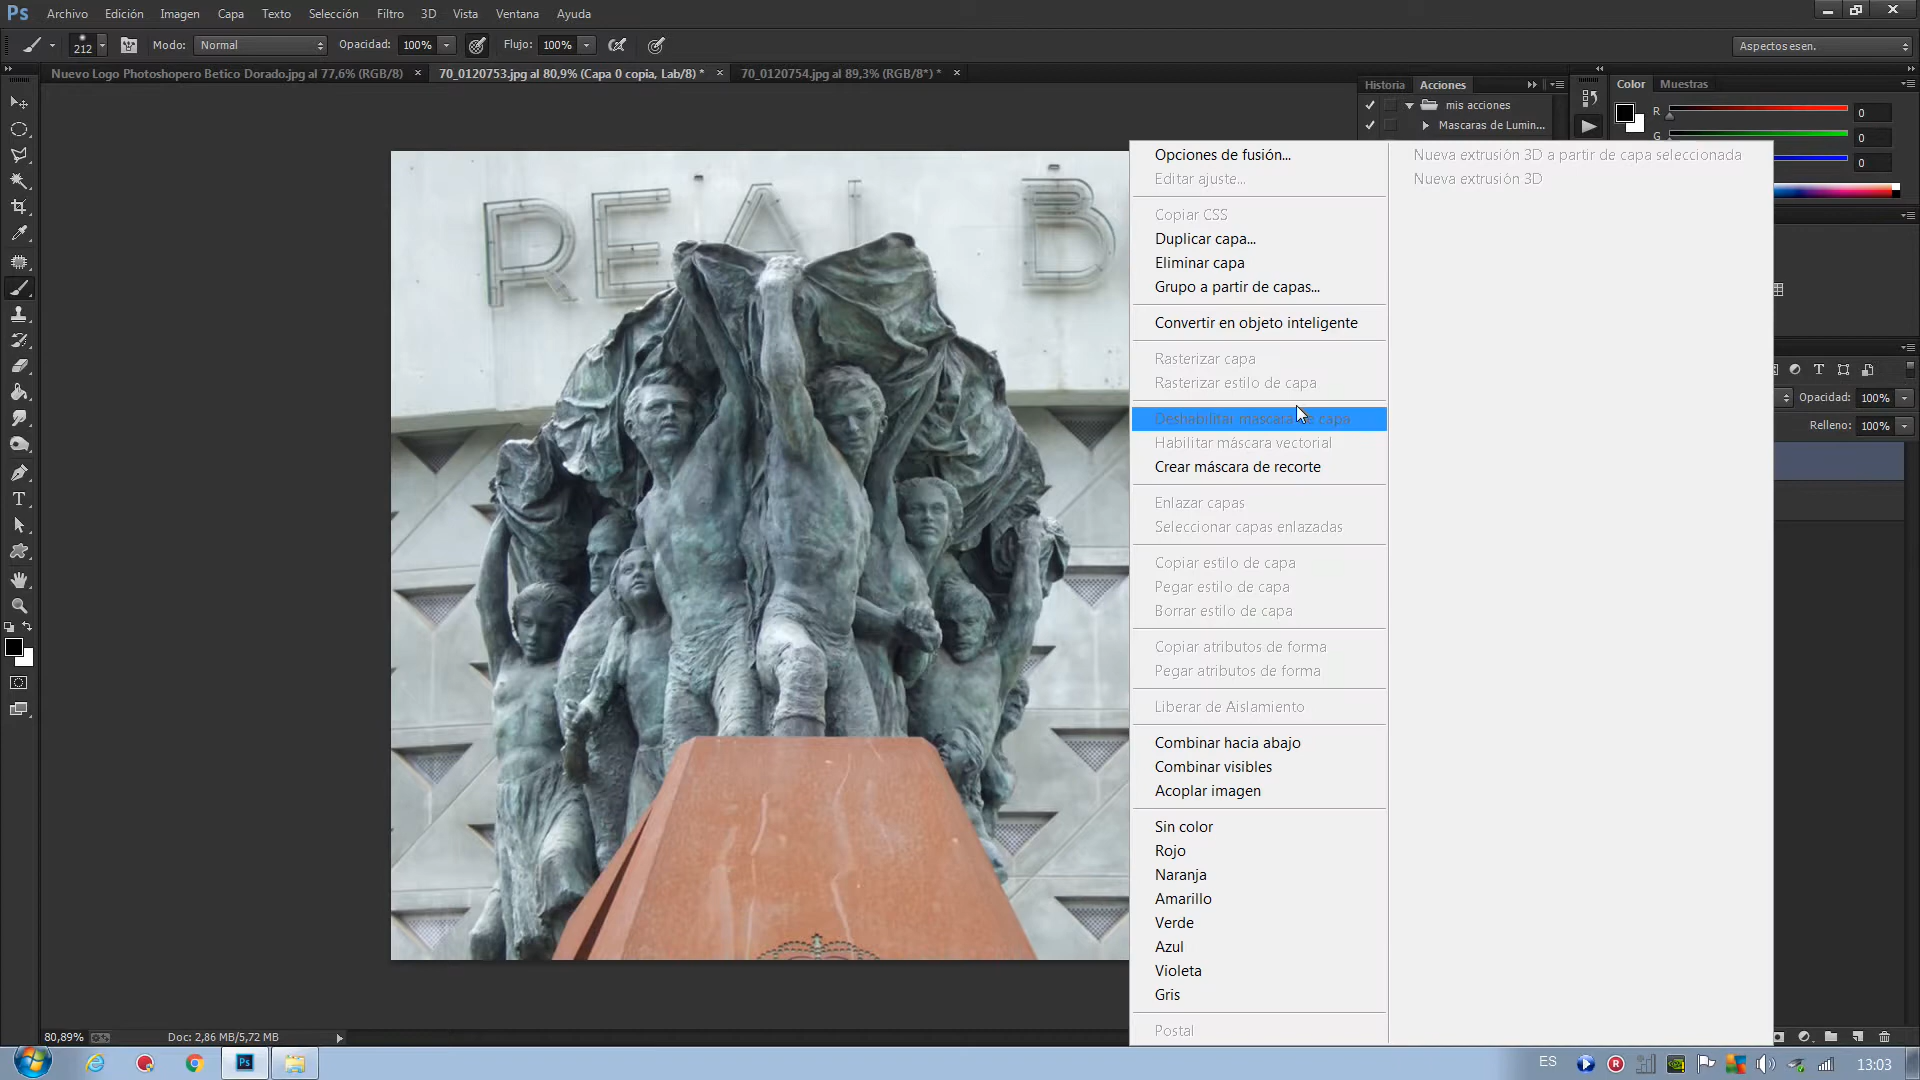 Ps Archivo Edición Imagen Capa Texto Selección Filtro 3D Vista Ventana Ayuda
212 Modo: Normal Opacidad: 100% Flujo: 100% Aspectos esen.
Nuevo Logo Photoshopero Betico Dorado.jpg al 77,6% (RGB/8) × 70_0120753.jpg al 80,9% (Capa 0 copia, Lab/8) * × 70_0120754.jpg al 89,3% (RGB/8*) * ×
Historia Acciones Color Muestras
mis acciones R 0
Mascaras de Lumin... G 0
0
REAL B
Opciones de fusión...
Editar ajuste...
Copiar CSS
Duplicar capa...
Eliminar capa
Grupo a partir de capas...
Convertir en objeto inteligente
Rasterizar capa
Rasterizar estilo de capa
Deshabilitar máscara de capa
Habilitar máscara vectorial
Crear máscara de recorte
Enlazar capas
Seleccionar capas enlazadas
Copiar estilo de capa
Pegar estilo de capa
Borrar estilo de capa
Copiar atributos de forma
Pegar atributos de forma
Liberar de Aislamiento
Combinar hacia abajo
Combinar visibles
Acoplar imagen
Sin color
Rojo
Naranja
Amarillo
Verde
Azul
Violeta
Gris
Postal
Nueva extrusión 3D a partir de capa seleccionada
Nueva extrusión 3D
T
Opacidad: 100%
Relleno: 100%
T
80,89% Doc: 2,86 MB/5,72 MB
Ps ES R 13:03